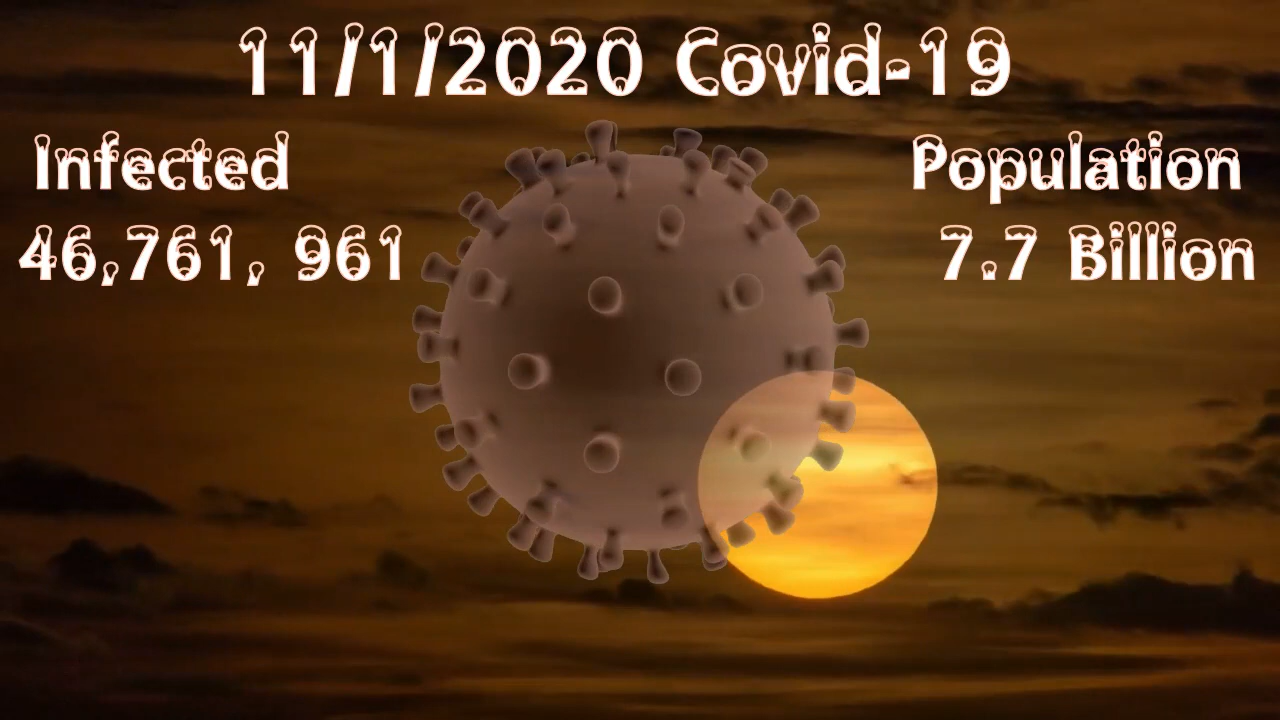 11/1/2020 Covid-19
Infected
46,761, 961
Population
7.7 Billion